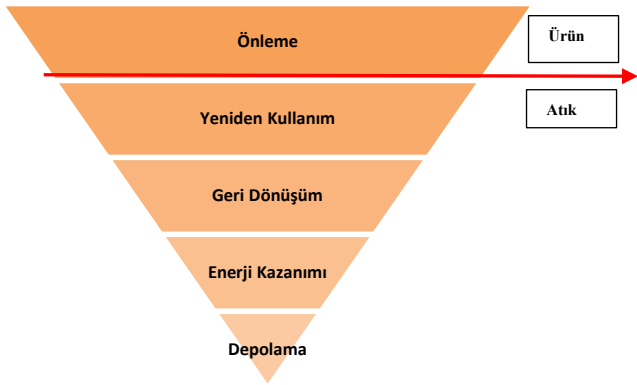 Önleme
Ürün
Yeniden Kullanım
Atık
Geri Dönüşüm
Enerji Kazanımı
Depolama